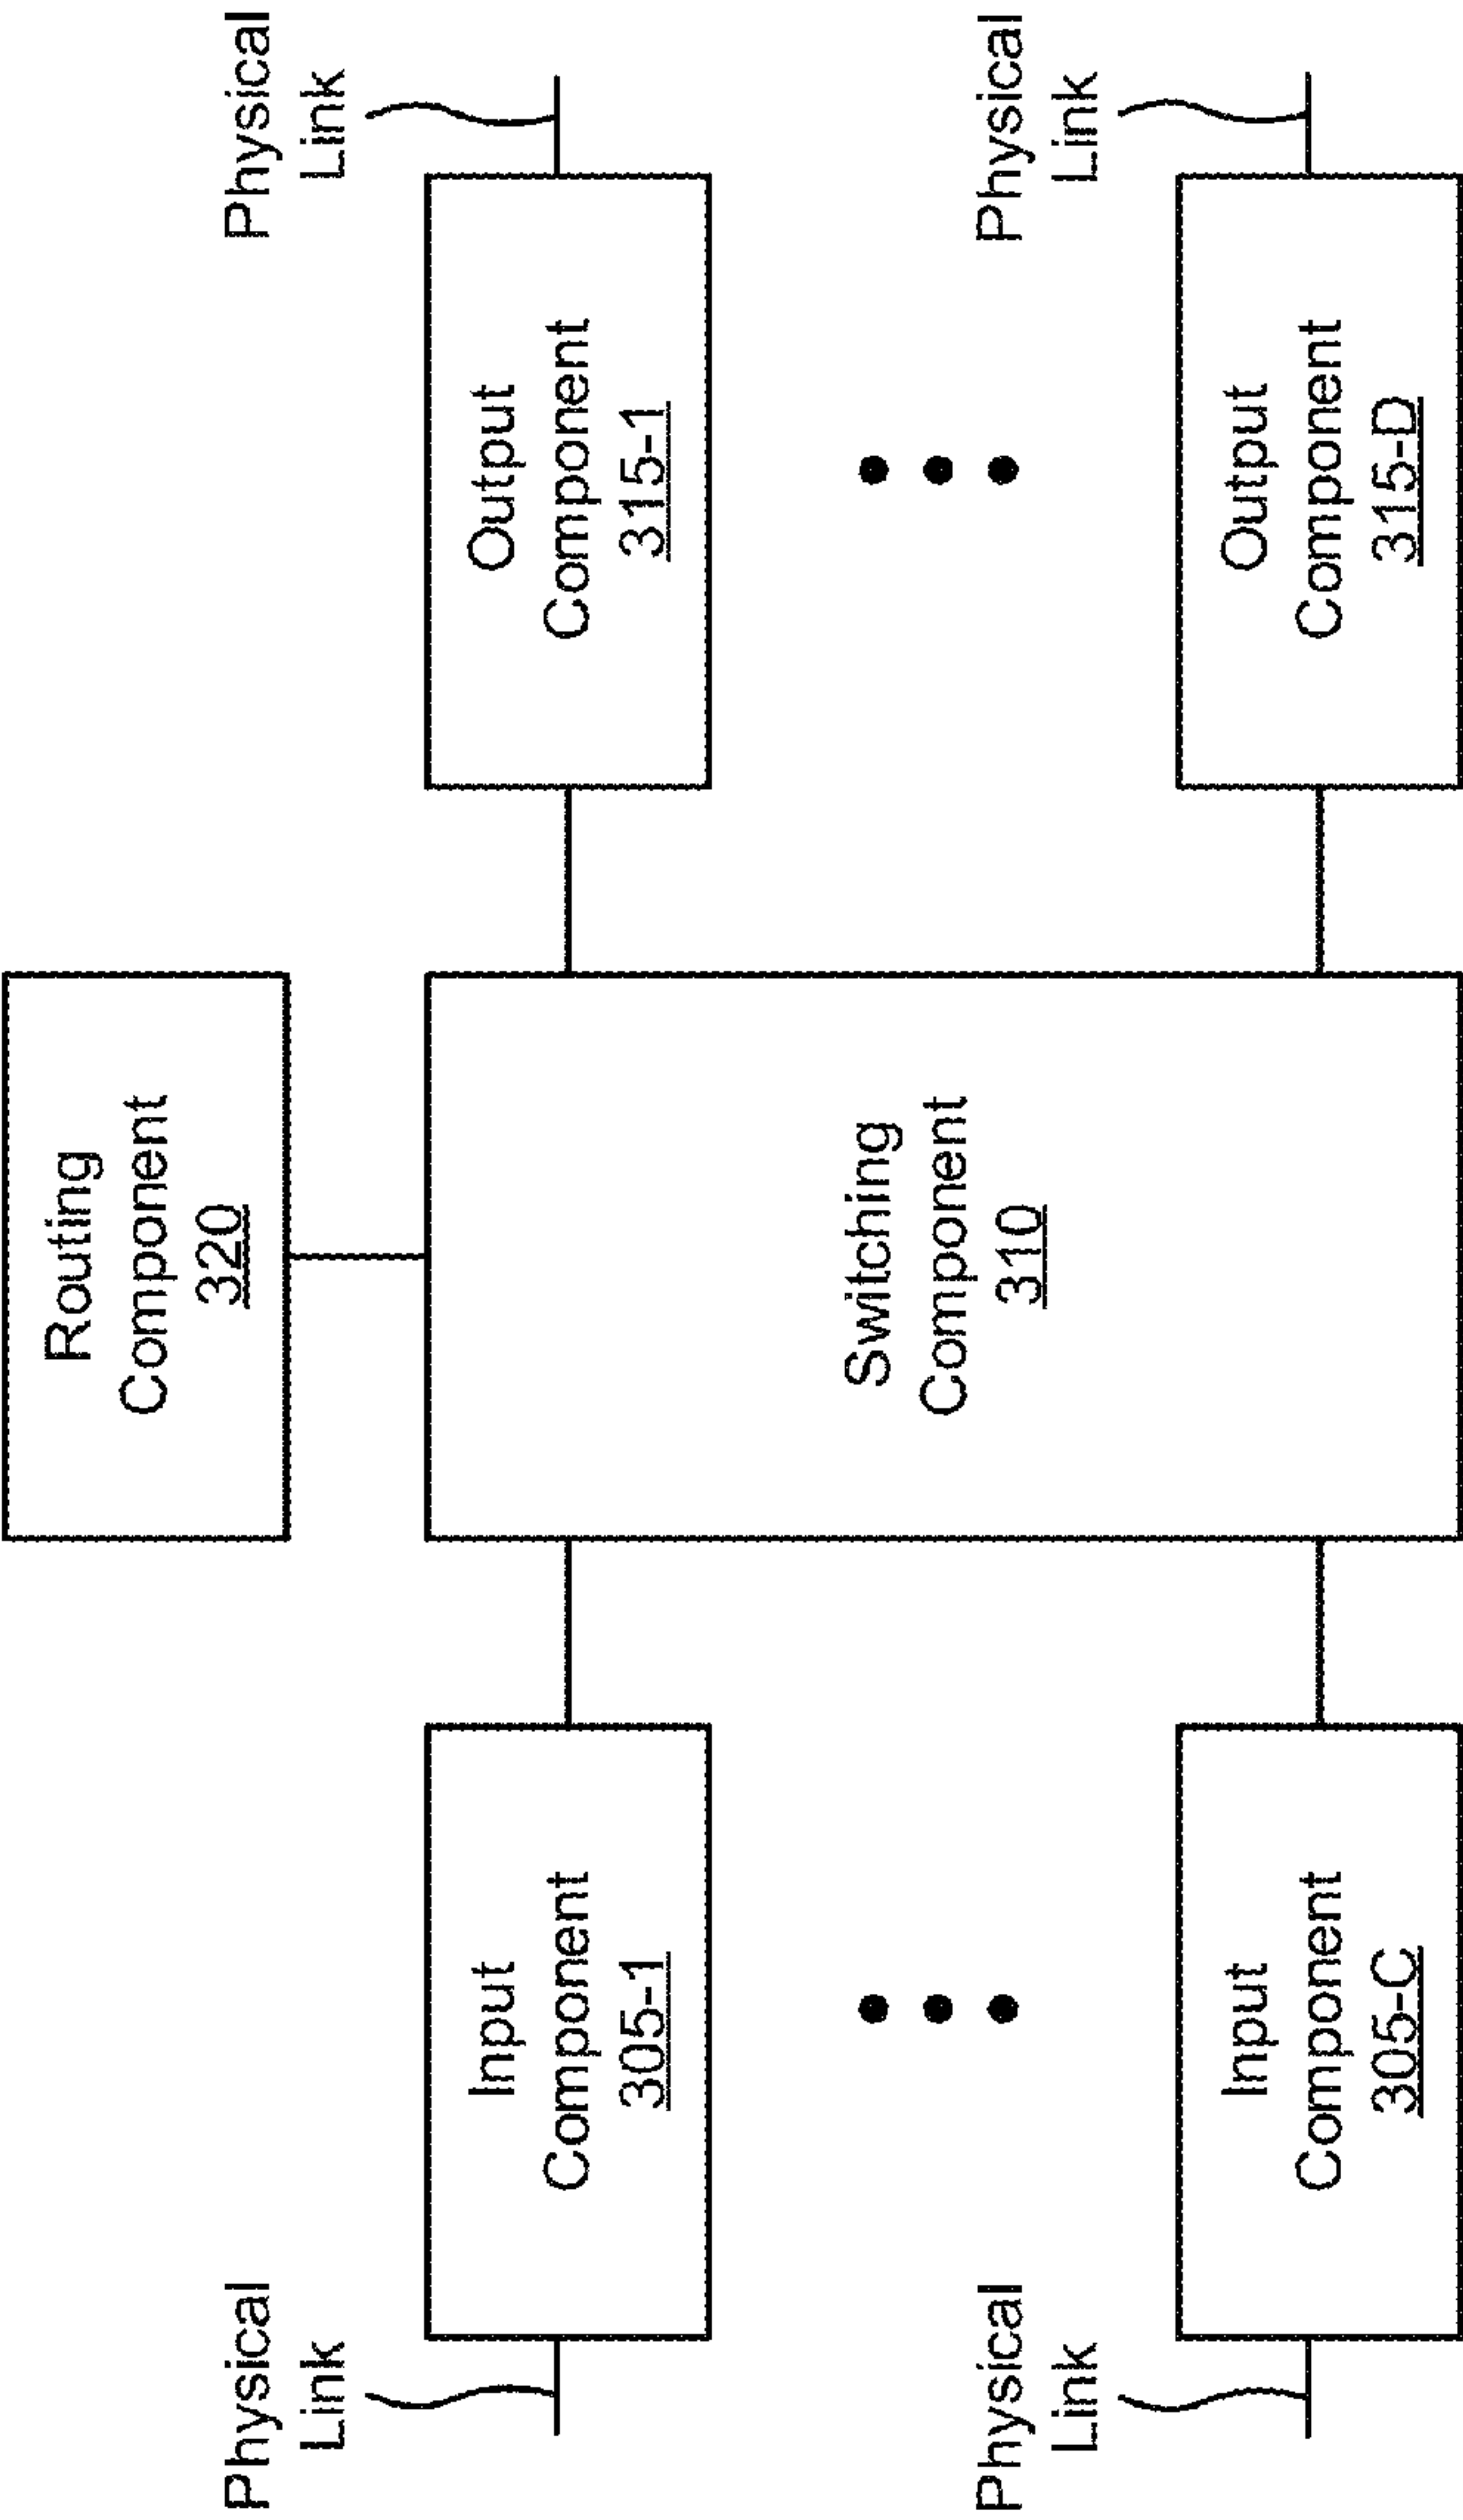 Routing
Component
320
Physical
Link
Physical
Link
Input
Component
305-1
Switching
Component
310
Output
Component
315-1
Physical
Link
Physical
Link
Input
Component
305-C
Output
Component
315-D